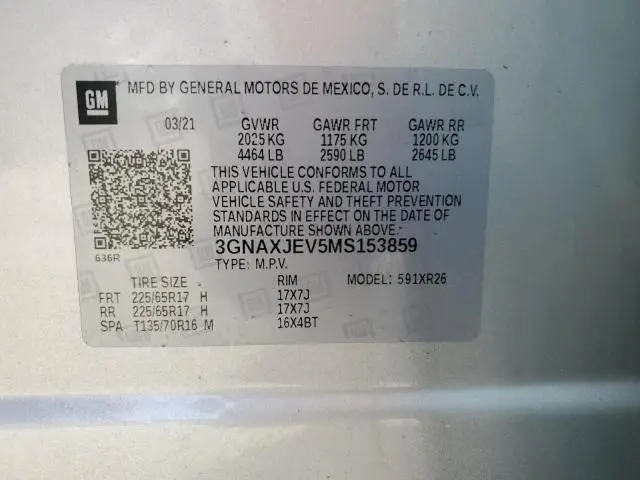 GM
MFD BY GENERAL MOTORS DE MEXICO, S. DE R.L. DE C.V.
03/21 GVWR GAWR FRT GAWR RR
2025 KG 1175 KG 1200 KG
4464 LB 2590 LB 2645 LB
THIS VEHICLE CONFORMS TO ALL
APPLICABLE U.S. FEDERAL MOTOR
VEHICLE SAFETY AND THEFT PREVENTION
STANDARDS IN EFFECT ON THE DATE OF
MANUFACTURE SHOWN ABOVE.
636R
3GNAXJEV5MS153859
TYPE: M.P.V.
TIRE SIZE RIM MODEL: 591XR26
FRT 225/65R17 H 17X7J
RR 225/65R17 H 17X7J
SPA T135/70R16 M 16X4BT